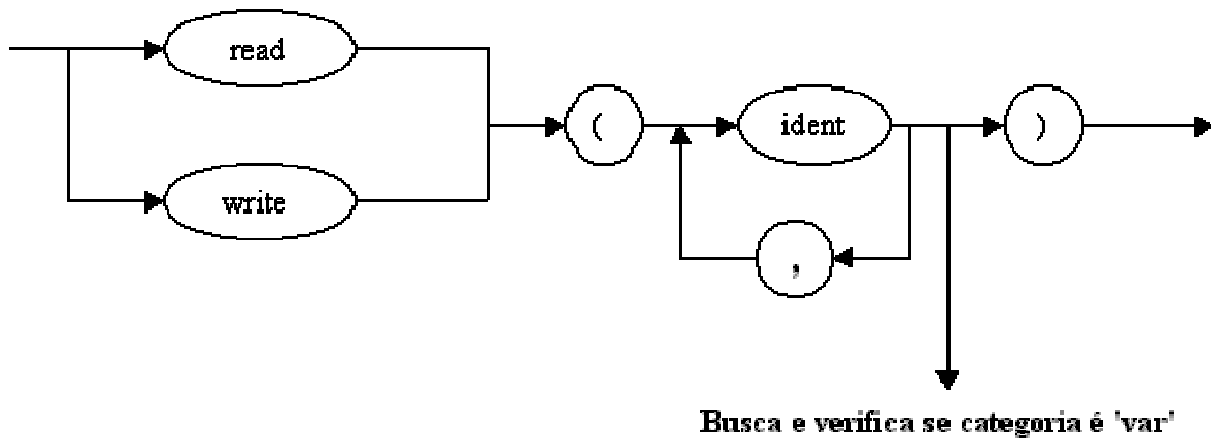 read
write
(
ident
)
,
Busca e verifica se categoria é 'var'